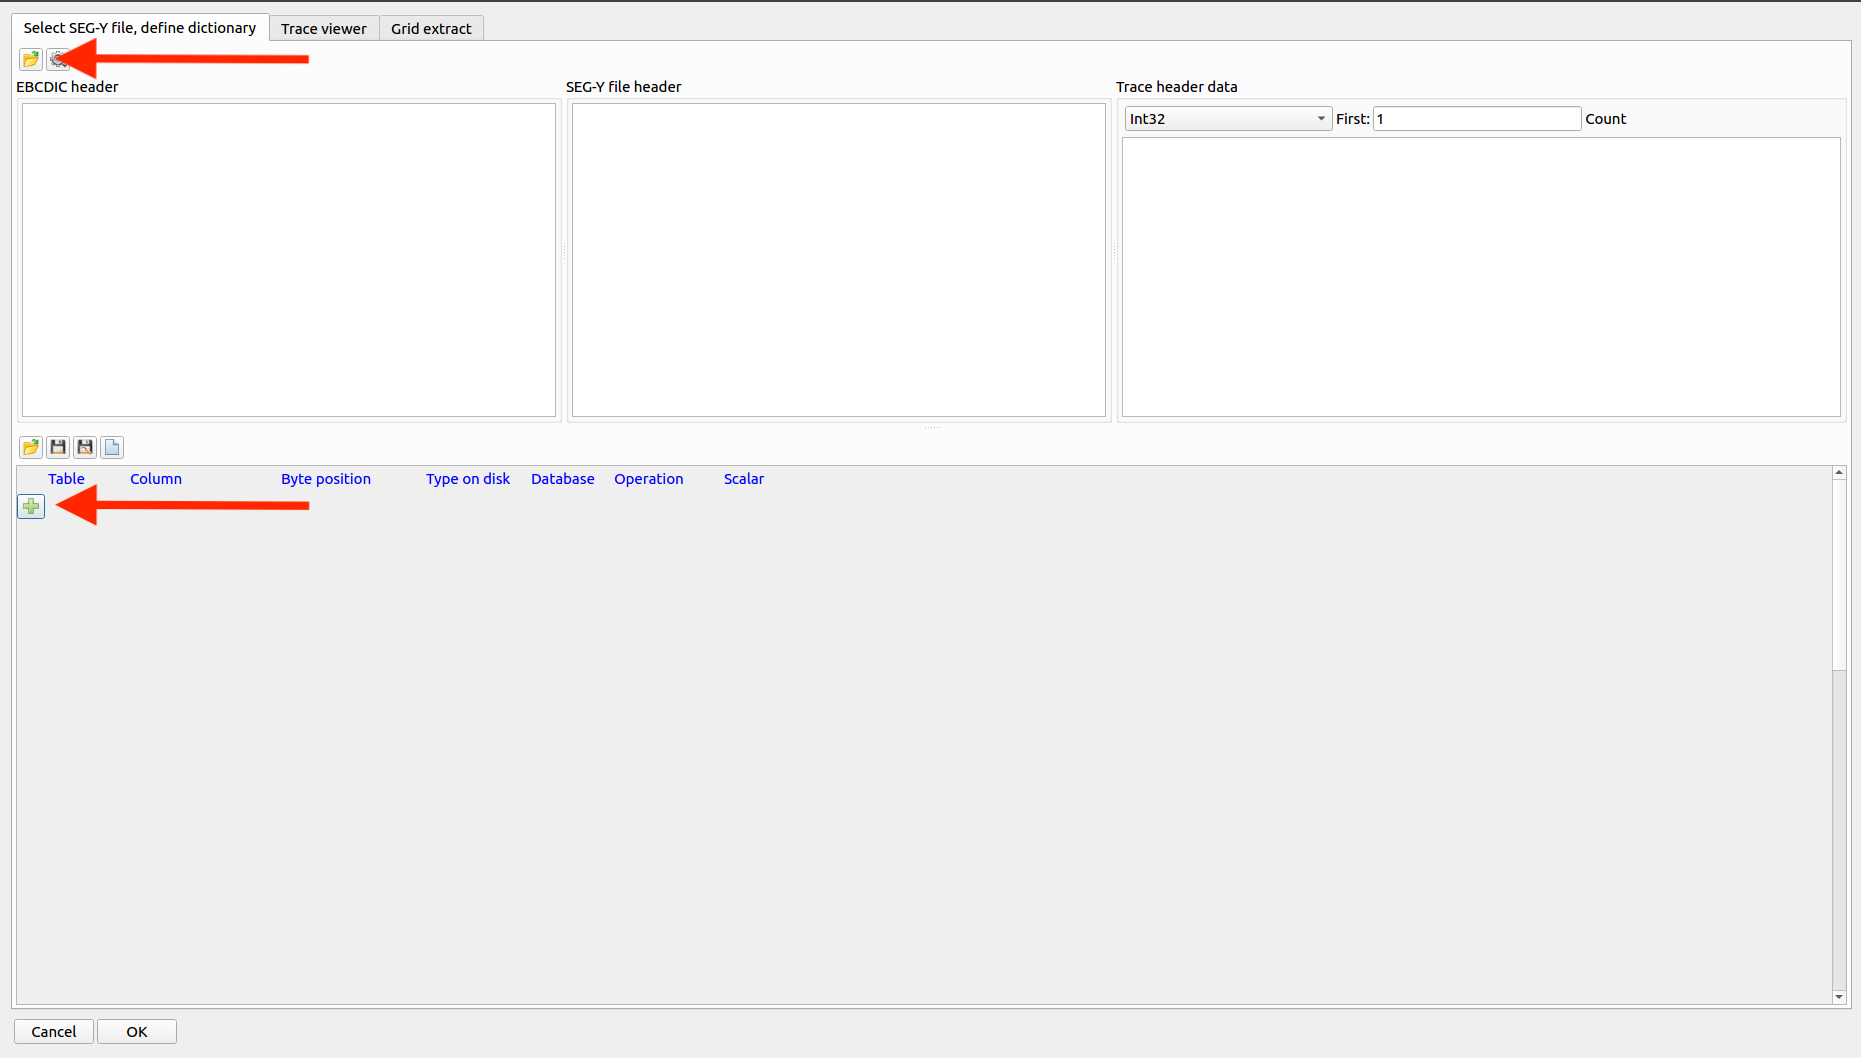 Select SEG-Y file, define dictionary Trace viewer Grid extract
EBCDIC header SEG-Y file header Trace header data
Int32 First: 1 Count
Table Column Byte position Type on disk Database Operation Scalar
Cancel OK